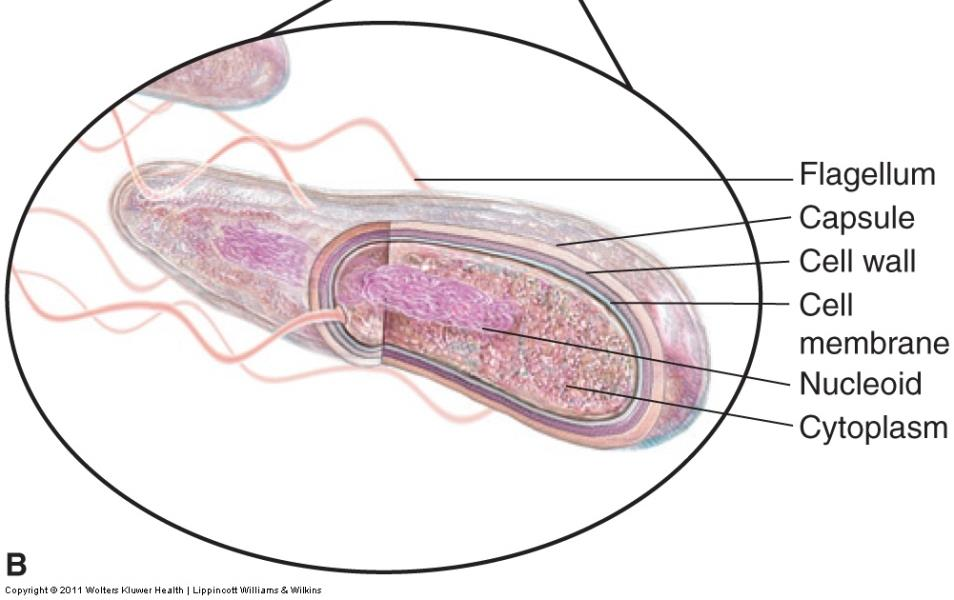 Flagellum
Capsule
Cell wall
Cell
membrane
Nucleoid
Cytoplasm
B
Copyright © 2011 Wolters Kluwer Health | Lippincott Williams & Wilkins